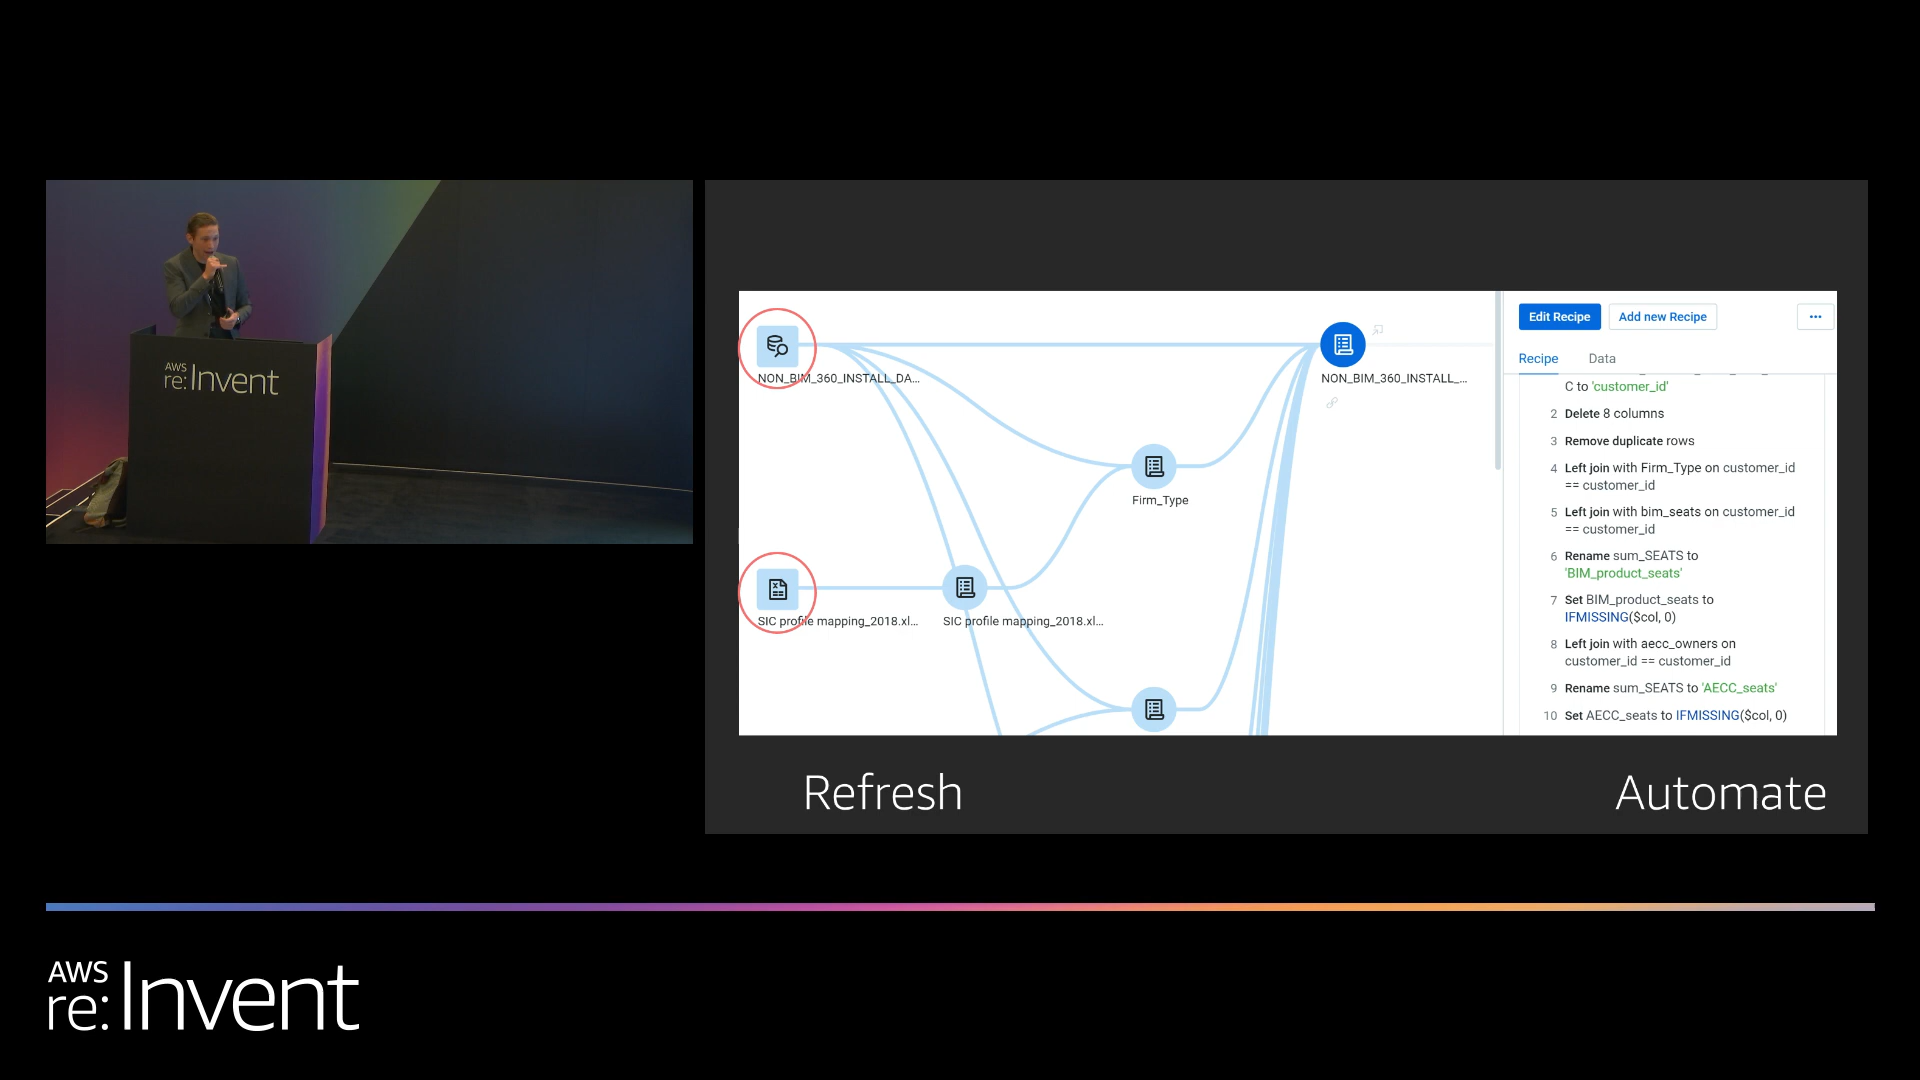 AWS
re:Invent
NON_BIM_360_INSTALL_DA...
NON_BIM_360_INSTALL_...
Firm_Type
SIC profile mapping_2018.xl...
SIC profile mapping_2018.xl...
Edit Recipe
Add new Recipe
...
Recipe
Data
C to 'customer_id'
2 Delete 8 columns
3 Remove duplicate rows
4 Left join with Firm_Type on customer_id
== customer_id
5 Left join with bim_seats on customer_id
== customer_id
6 Rename sum_SEATS to
'BIM_product_seats'
7 Set BIM_product_seats to
IFMISSING($col, 0)
8 Left join with aecc_owners on
customer_id == customer_id
9 Rename sum_SEATS to 'AECC_seats'
10 Set AECC_seats to IFMISSING($col, 0)
Refresh
Automate
AWS
re:Invent